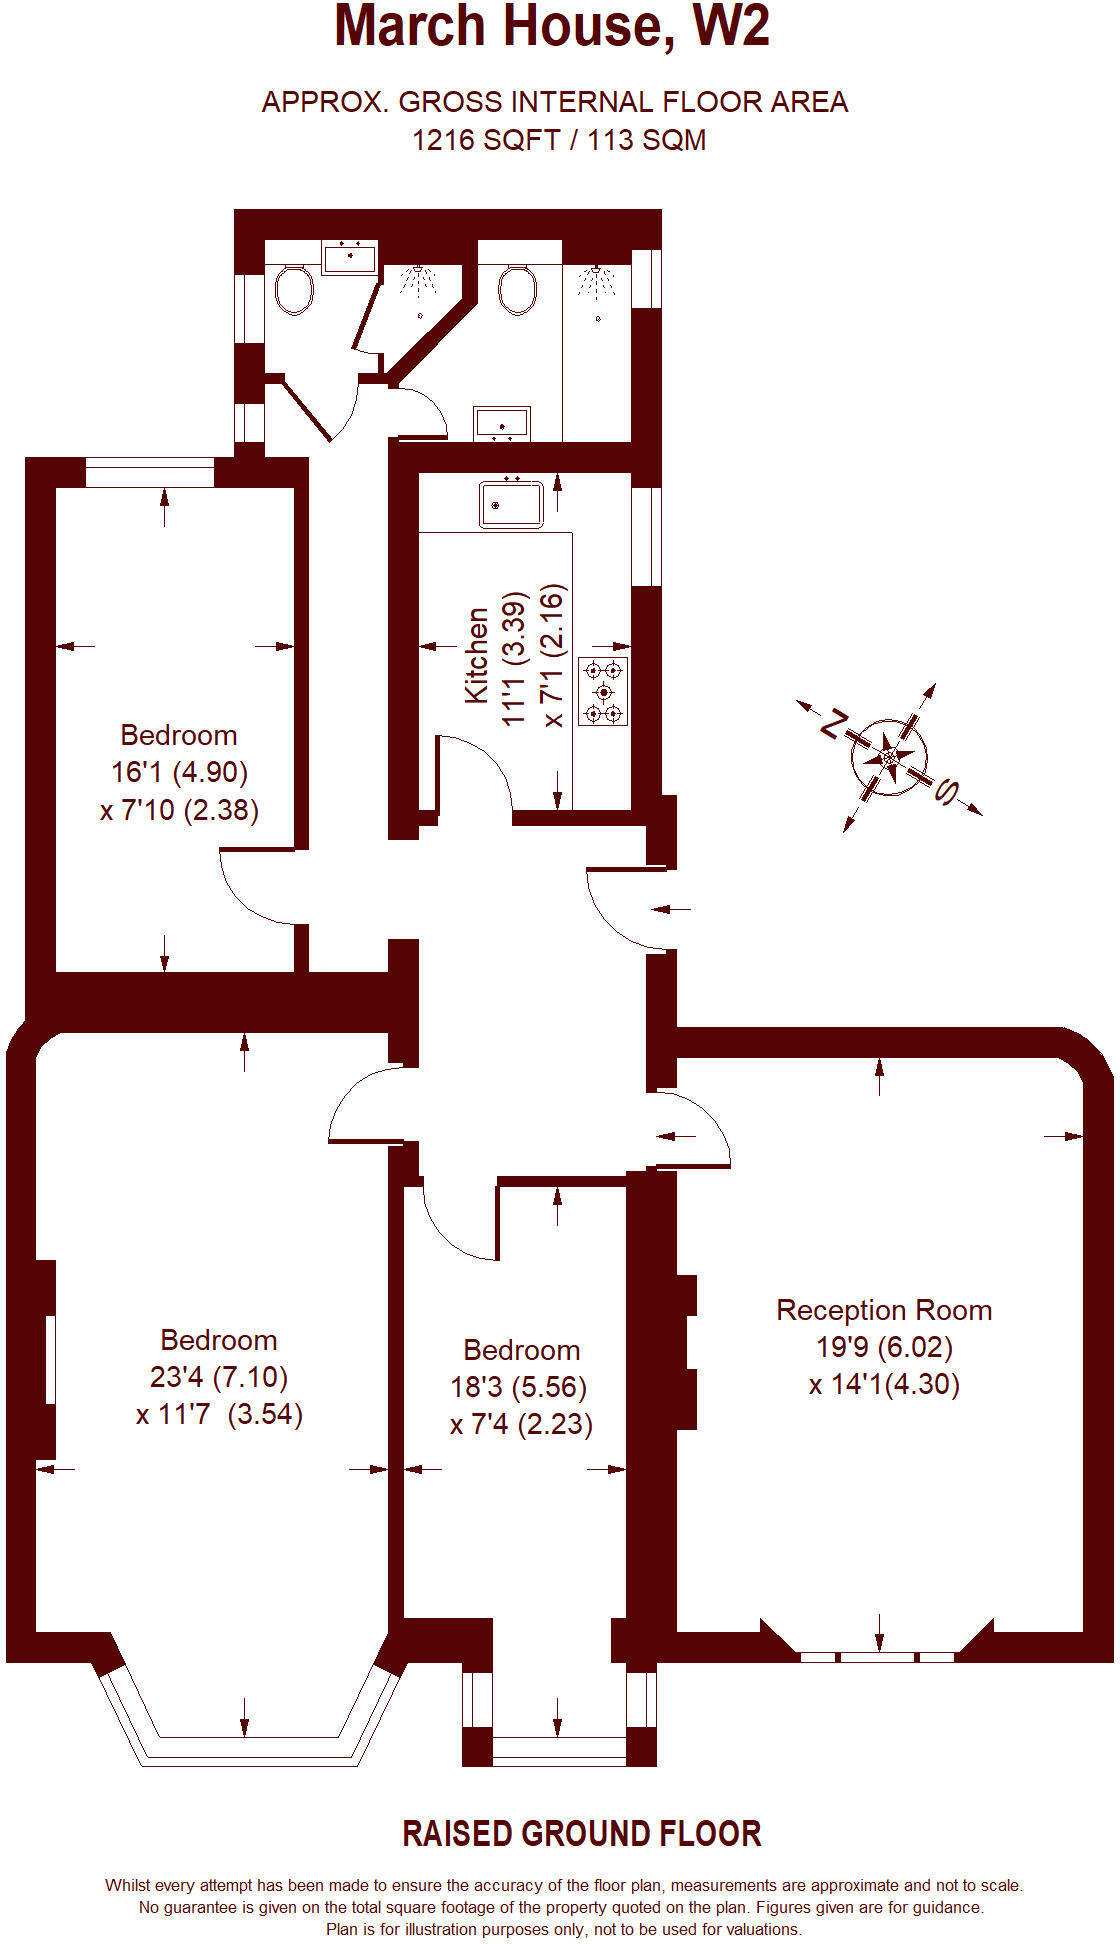 March House, W2
APPROX. GROSS INTERNAL FLOOR AREA
1216 SQFT / 113 SQM
Kitchen
11'1 (3.39)
x 7'1 (2.16)
Bedroom
16'1 (4.90)
x 7'10 (2.38)
N
S
Bedroom
23'4 (7.10)
x 11'7 (3.54)
Bedroom
18'3 (5.56)
x 7'4 (2.23)
Reception Room
19'9 (6.02)
x 14'1(4.30)
RAISED GROUND FLOOR
Whilst every attempt has been made to ensure the accuracy of the floor plan, measurements are approximate and not to scale.
No guarantee is given on the total square footage of the property quoted on the plan. Figures given are for guidance.
Plan is for illustration purposes only, not to be used for valuations.